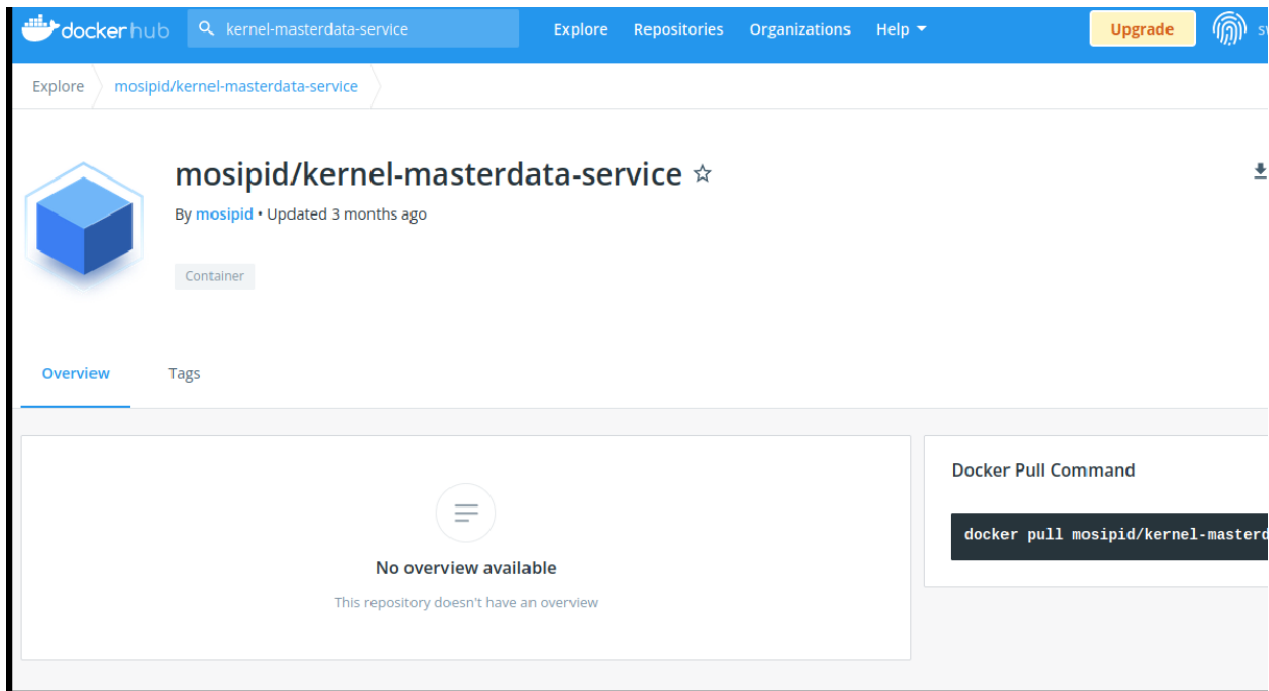 dockerhub kernel-masterdata-service Explore Repositories Organizations Help Upgrade
Explore mosipid/kernel-masterdata-service
mosipid/kernel-masterdata-service
By mosipid • Updated 3 months ago
Container
Overview Tags
No overview available
This repository doesn't have an overview
Docker Pull Command
docker pull mosipid/kernel-masterd